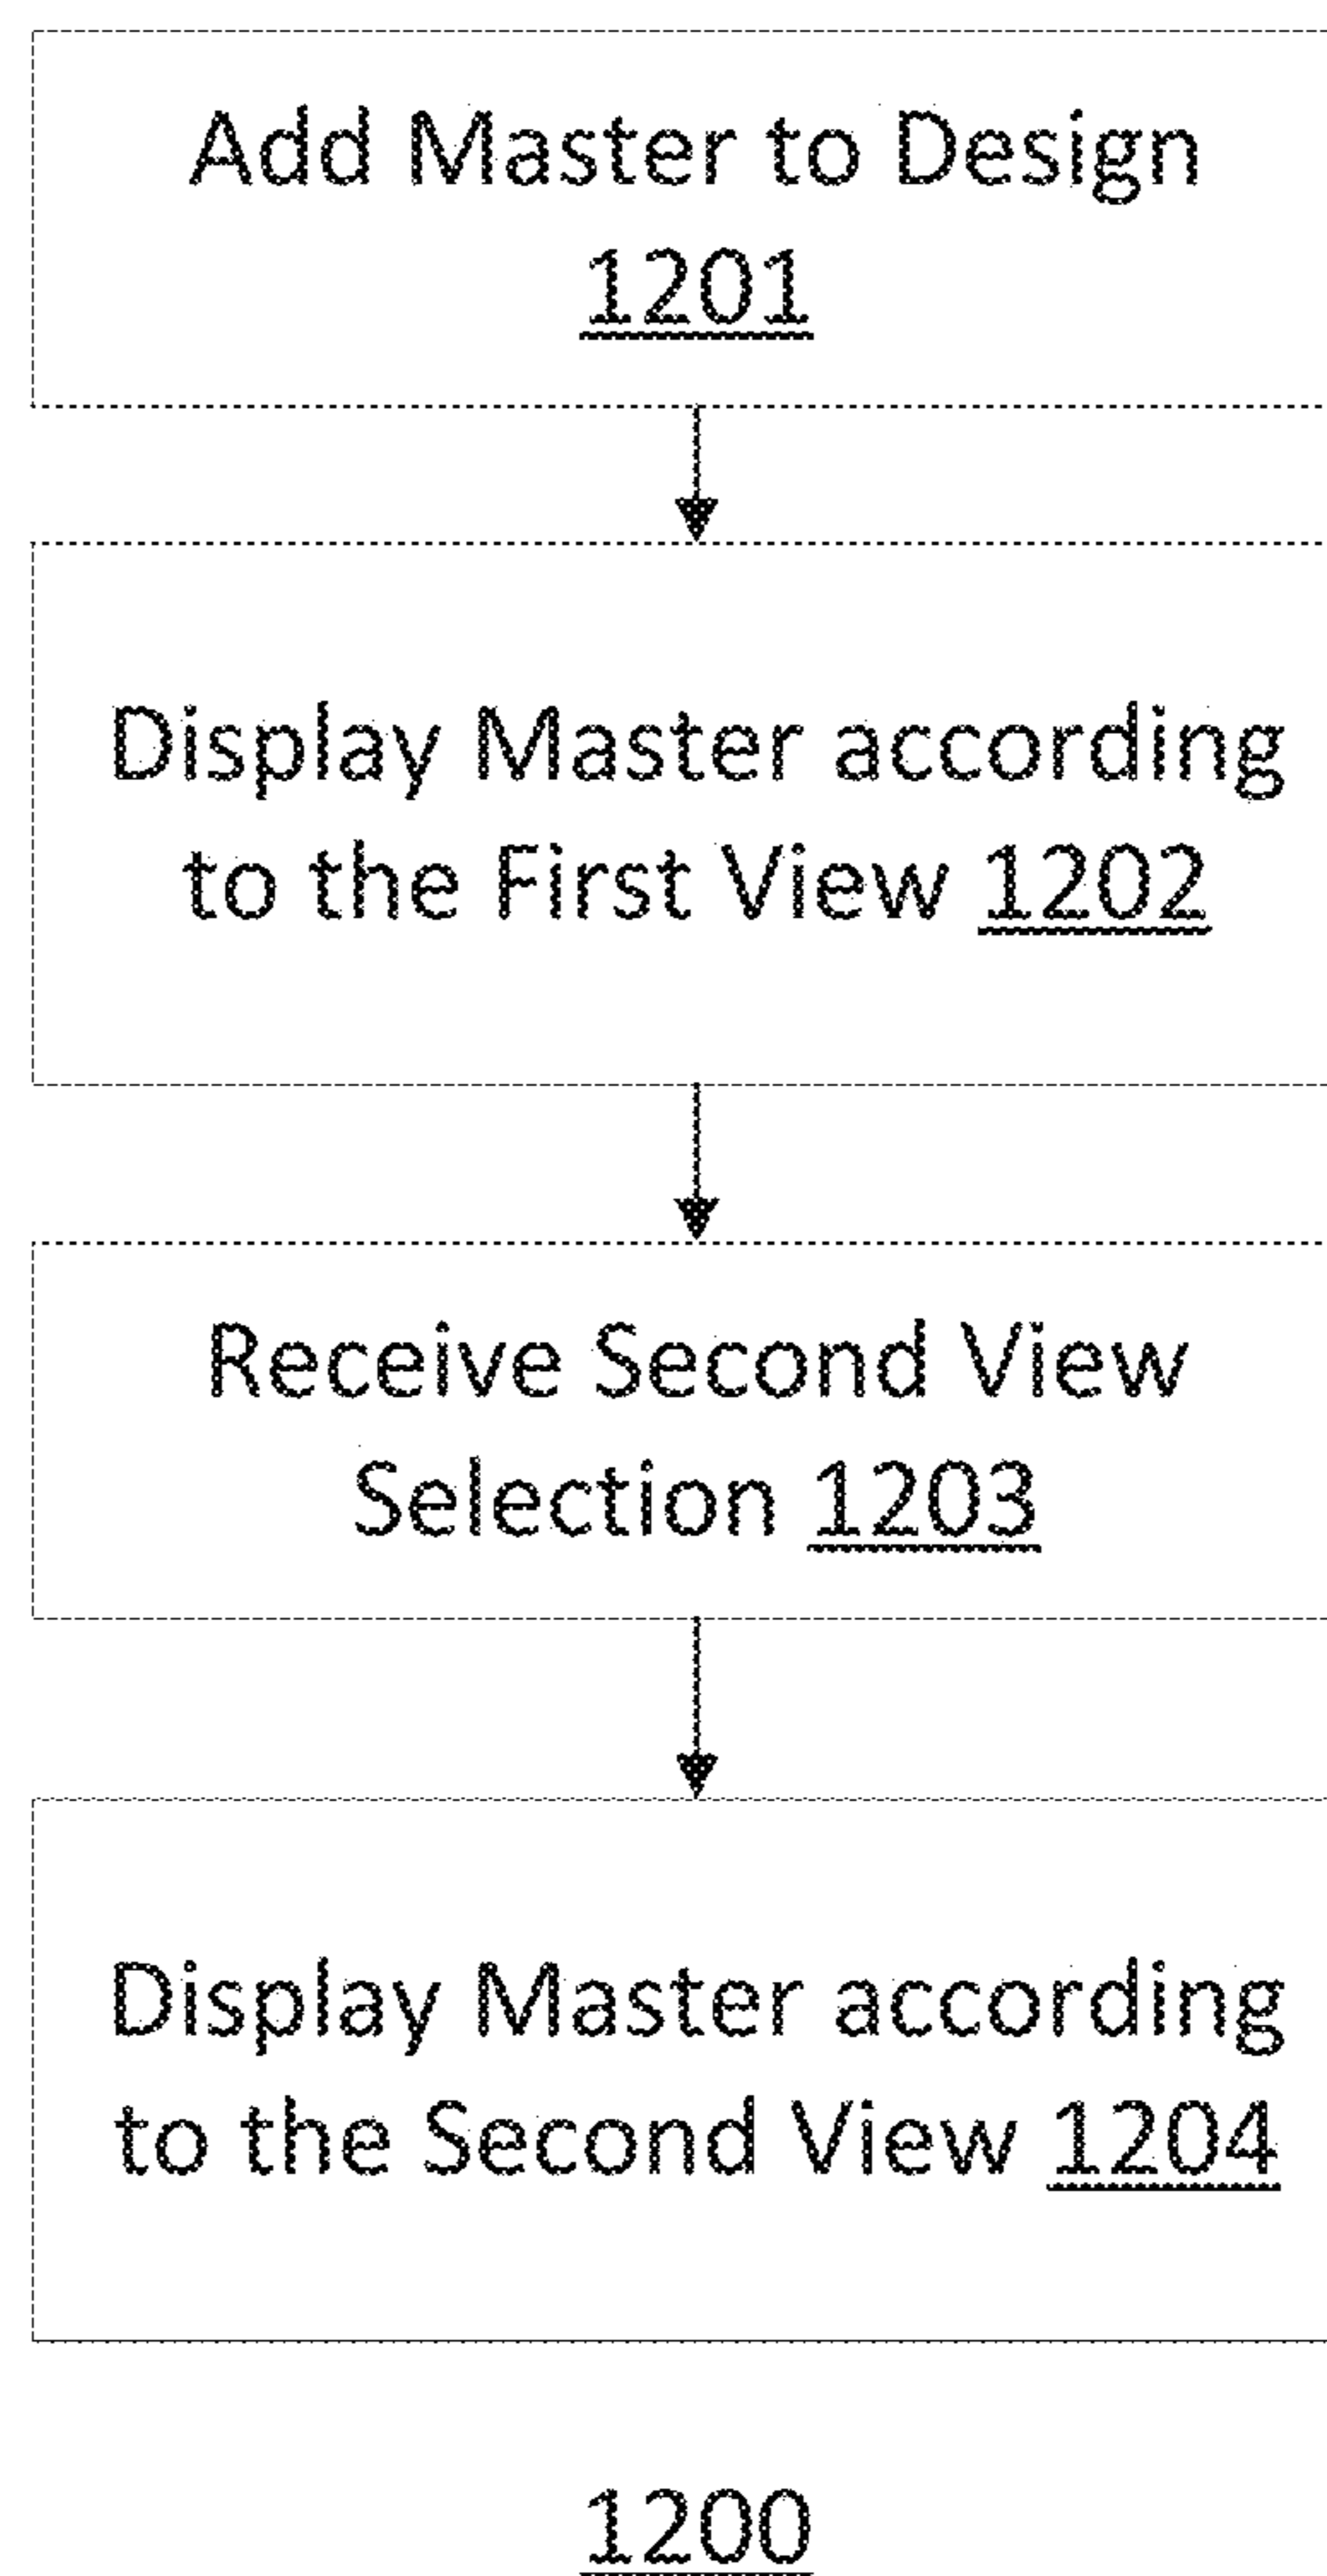 Add Master to Design
1201
Display Master according
to the First View 1202
Receive Second View
Selection 1203
Display Master according
to the Second View 1204
1200